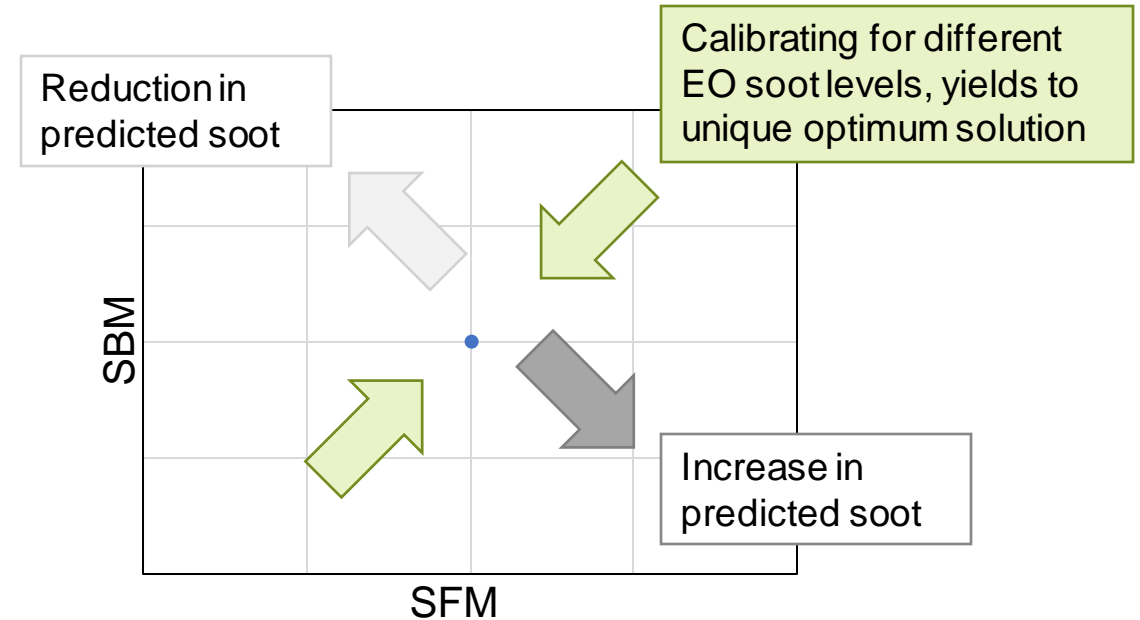 Calibrating for different
EO soot levels, yields to
unique optimum solution
Reduction in
predicted soot
SBM
Increase in
predicted soot
SFM